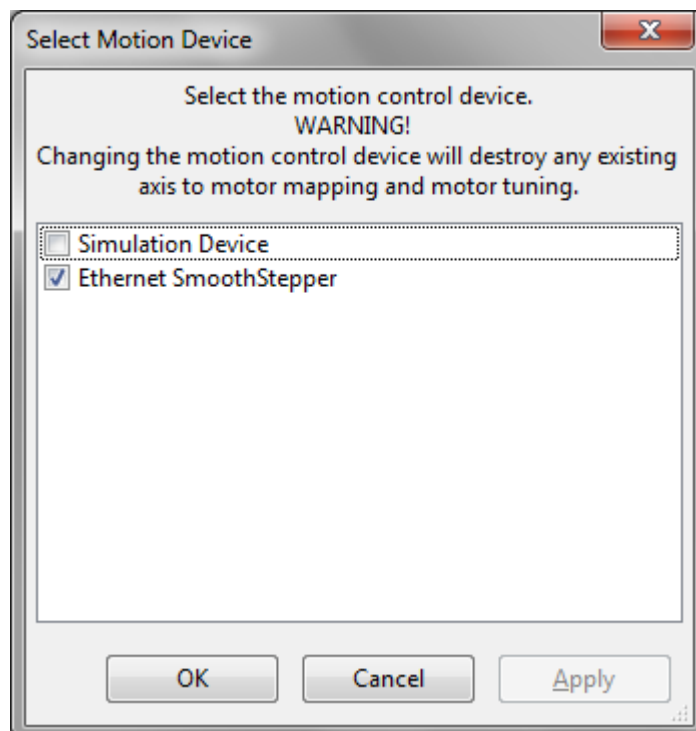 Select Motion Device
Select the motion control device.
WARNING!
Changing the motion control device will destroy any existing
axis to motor mapping and motor tuning.
Simulation Device
Ethernet SmoothStepper
OK Cancel Apply